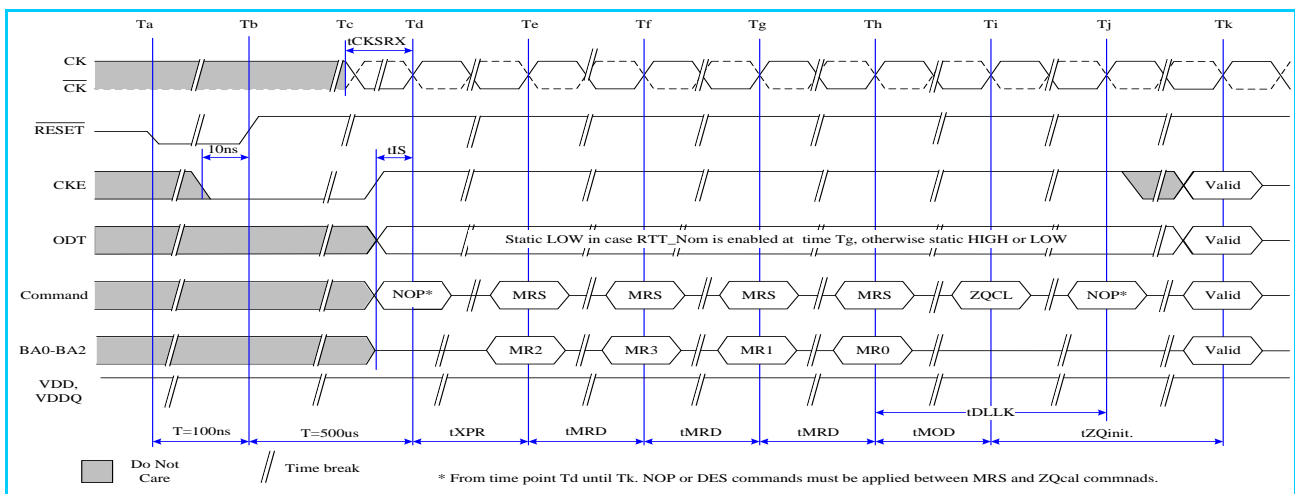 Ta Tb Tc Td Te Tf Tg Th Ti Tj Tk
tCKSRX
CK
CK
RESET
10ns
tIS
CKE
Valid
ODT
Static LOW in case RTT_Nom is enabled at time Tg, otherwise static HIGH or LOW
Valid
Command
NOP* MRS MRS MRS MRS ZQCL NOP* Valid
BA0-BA2
MR2 MR3 MR1 MR0 Valid
VDD,
VDDQ
tDLLK
T=100ns T=500us tXPR tMRD tMRD tMRD tMOD tZQinit.
Do Not
Care
Time break
* From time point Td until Tk. NOP or DES commands must be applied between MRS and ZQcal commnads.